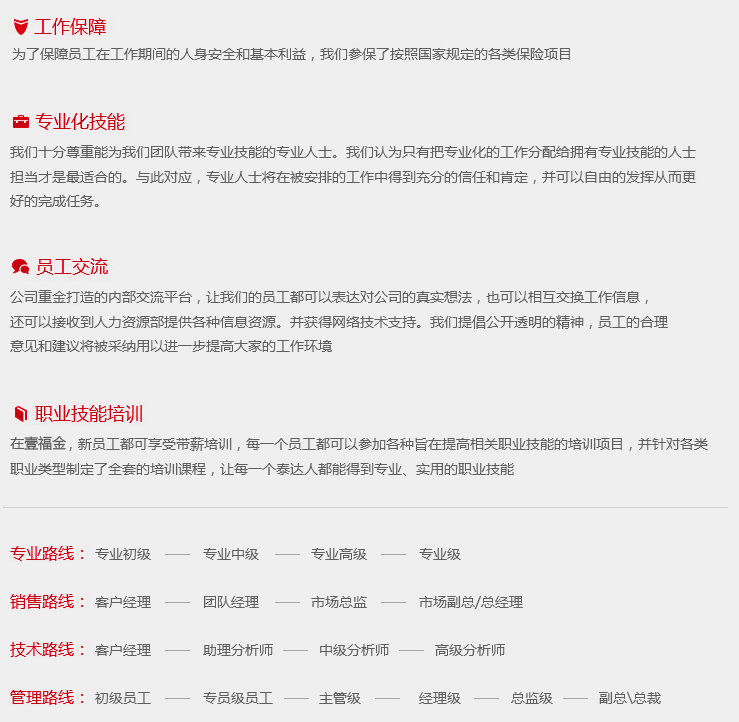 工作保障
为了保障员工在工作期间的人身安全和基本利益，我们参保了按照国家规定的各类保险项目
专业化技能
我们十分尊重能为我们团队带来专业技能的专业人士。我们认为只有把专业化的工作分配给拥有专业技能的人士
担当才是最适合的。与此对应，专业人士将在被安排的工作中得到充分的信任和肯定，并可以自由的发挥从而更
好的完成任务。
员工交流
公司重金打造的内部交流平台，让我们的员工都可以表达对公司的真实想法，也可以相互交换工作信息，
还可以接收到人力资源部提供各种信息资源。并获得网络技术支持。我们提倡公开透明的精神，员工的合理
意见和建议将被采纳用以进一步提高大家的工作环境
职业技能培训
在壹福金，新员工都可享受带薪培训，每一个员工都可以参加各种旨在提高相关职业技能的培训项目，并针对各类
职业类型制定了全套的培训课程，让每一个泰达人都能得到专业、实用的职业技能
专业路线： 专业初级 —— 专业中级 —— 专业高级 —— 专业级
销售路线： 客户经理 —— 团队经理 —— 市场总监 —— 市场副总/总经理
技术路线： 客户经理 —— 助理分析师 —— 中级分析师 —— 高级分析师
管理路线： 初级员工 —— 专员级员工 —— 主管级 —— 经理级 —— 总监级 —— 副总\总裁